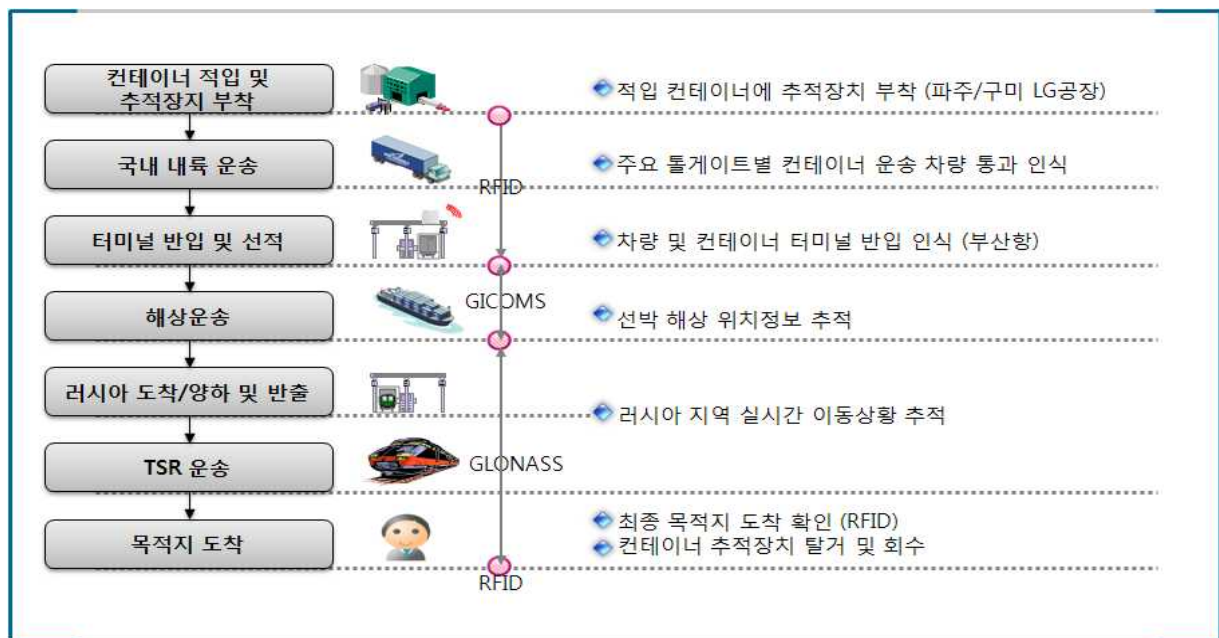 컨테이너 적입 및
추적장지 부착
적입 컨테이너에 추적장치 부착 (파주/구미 LG공장)
국내 내륙 운송
RFID
주요 톨게이트별 컨테이너 운송 차량 통과 인식
터미널 반입 및 선적
차량 및 컨테이너 터미널 반입 인식 (부산항)
해상운송
GICOMS
선박 해상 위치정보 추적
러시아 도착/양하 및 반출
러시아 지역 실시간 이동상황 추적
TSR 운송
GLONASS
목적지 도착
최종 목적지 도착 확인 (RFID)
컨테이너 추적장치 탈거 및 회수
RFID